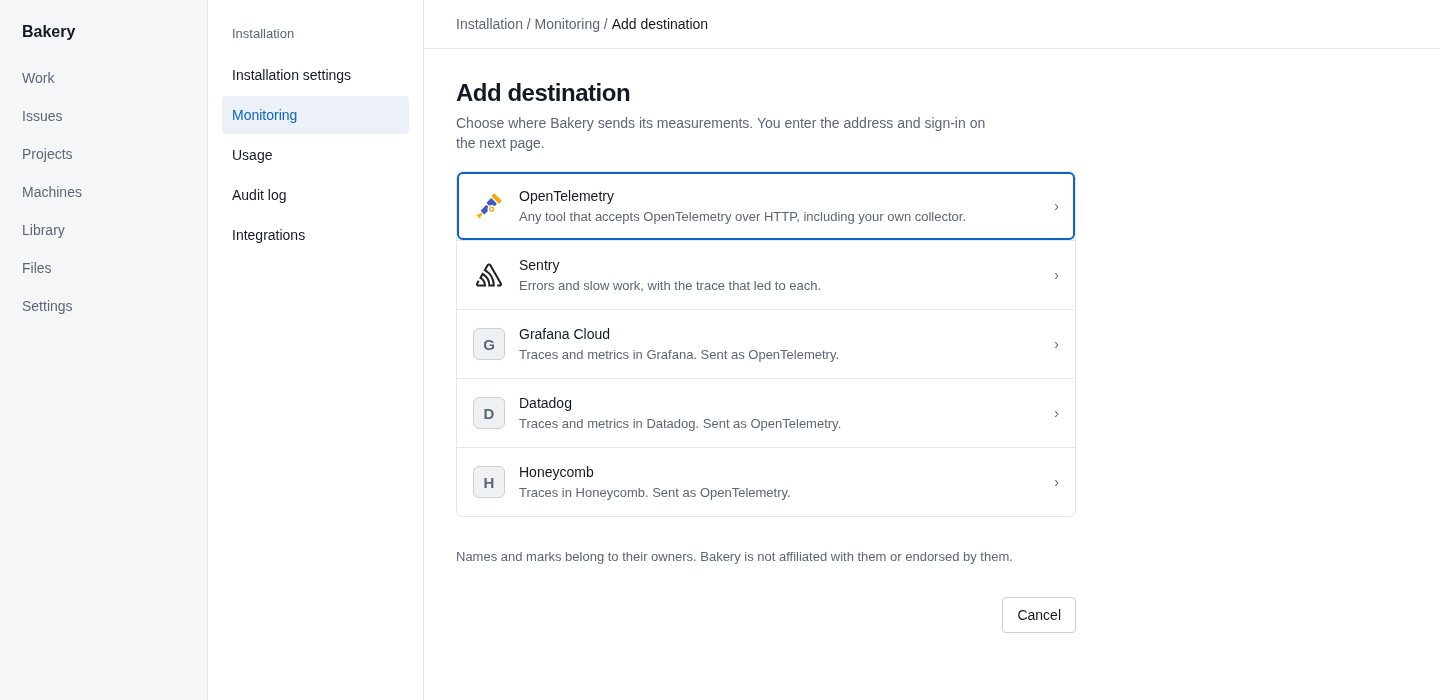 Bakery
Work
Issues
Projects
Machines
Library
Files
Settings
Installation
Installation settings
Monitoring
Usage
Audit log
Integrations
Installation / Monitoring / Add destination
Add destination
Choose where Bakery sends its measurements. You enter the address and sign-in on
the next page.
OpenTelemetry
Any tool that accepts OpenTelemetry over HTTP, including your own collector.
›
Sentry
Errors and slow work, with the trace that led to each.
›
G
Grafana Cloud
Traces and metrics in Grafana. Sent as OpenTelemetry.
›
D
Datadog
Traces and metrics in Datadog. Sent as OpenTelemetry.
›
H
Honeycomb
Traces in Honeycomb. Sent as OpenTelemetry.
›
Names and marks belong to their owners. Bakery is not affiliated with them or endorsed by them.
Cancel